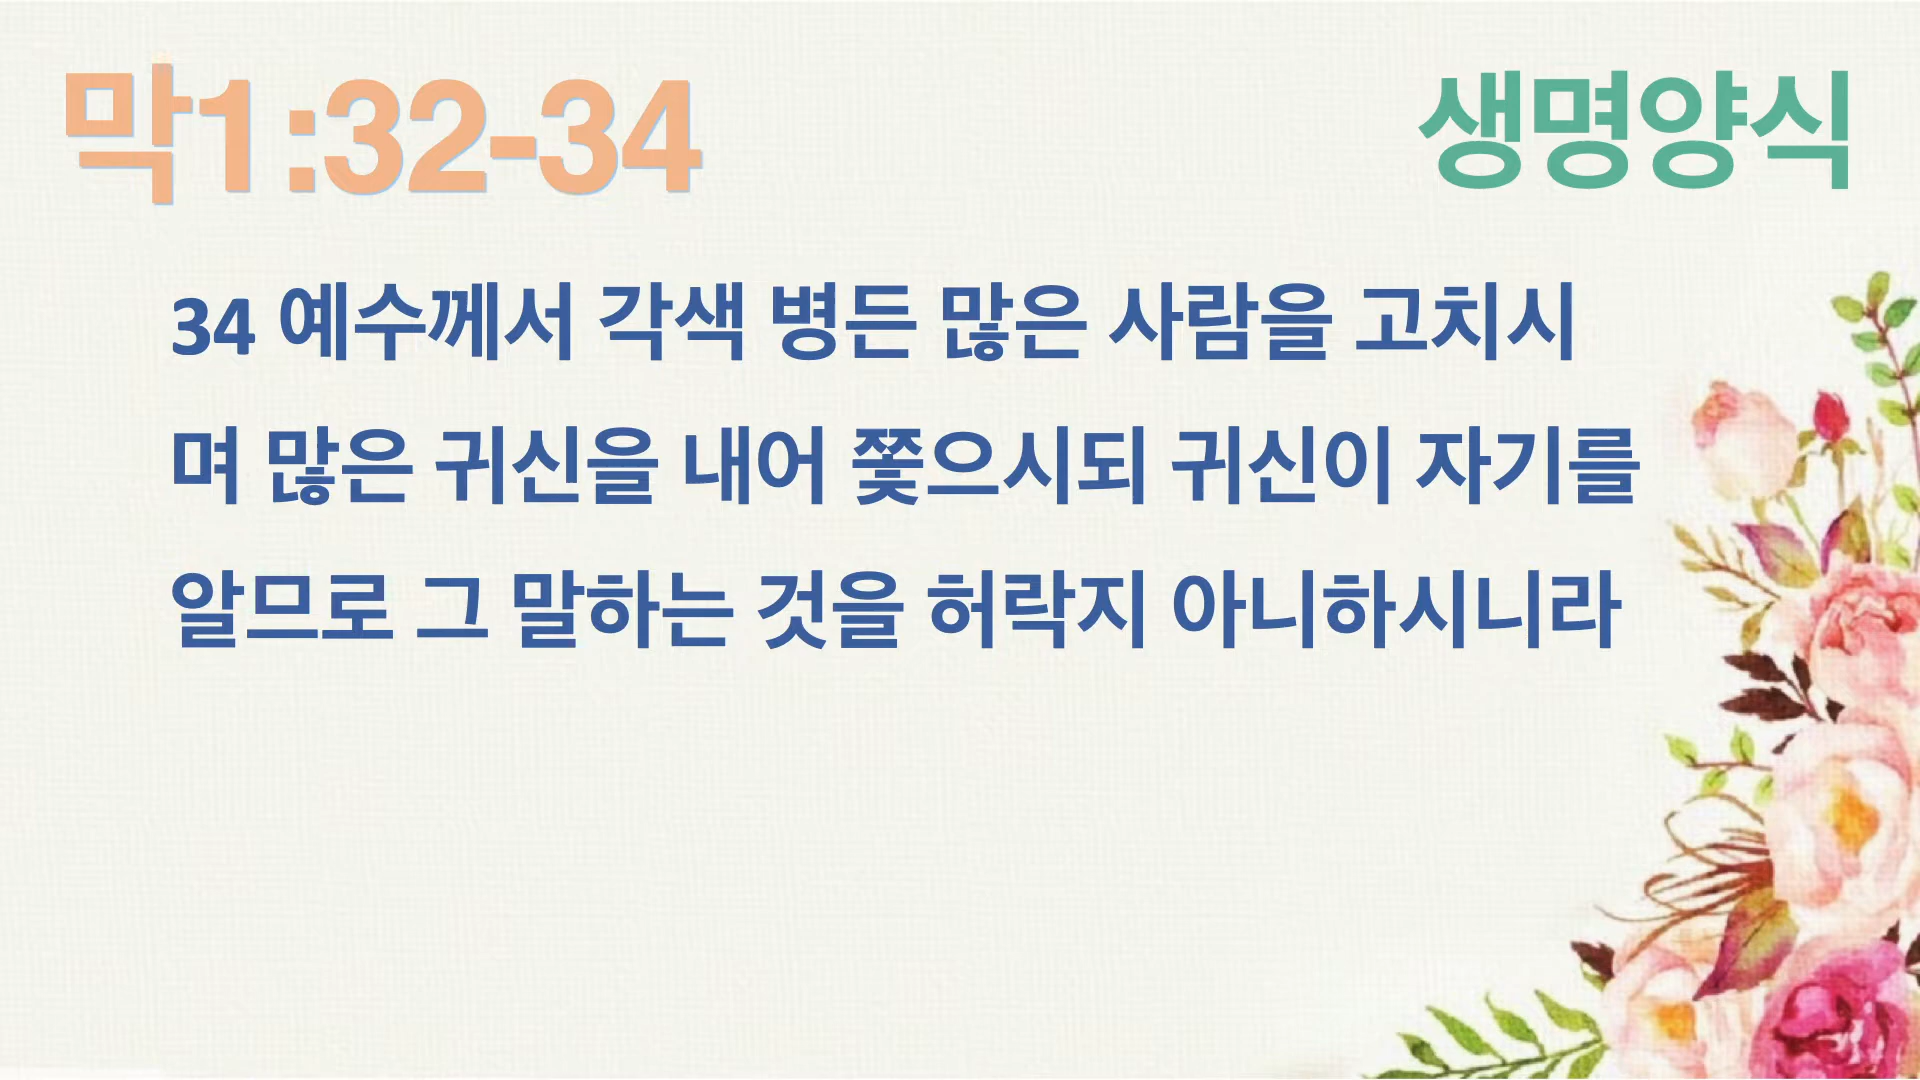 막1:32-34
생명양식
34 예수께서 각색 병든 많은 사람을 고치시
며 많은 귀신을 내어 쫓으시되 귀신이 자기를
알므로 그 말하는 것을 허락지 아니하시니라